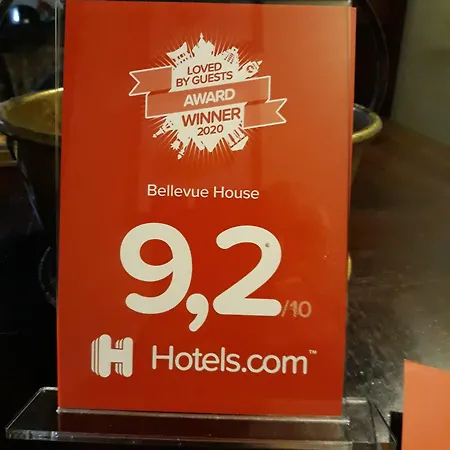 LOVED
BY GUESTS
AWARD
WINNER
2020
Bellevue House
9,2/10
H Hotels.com™